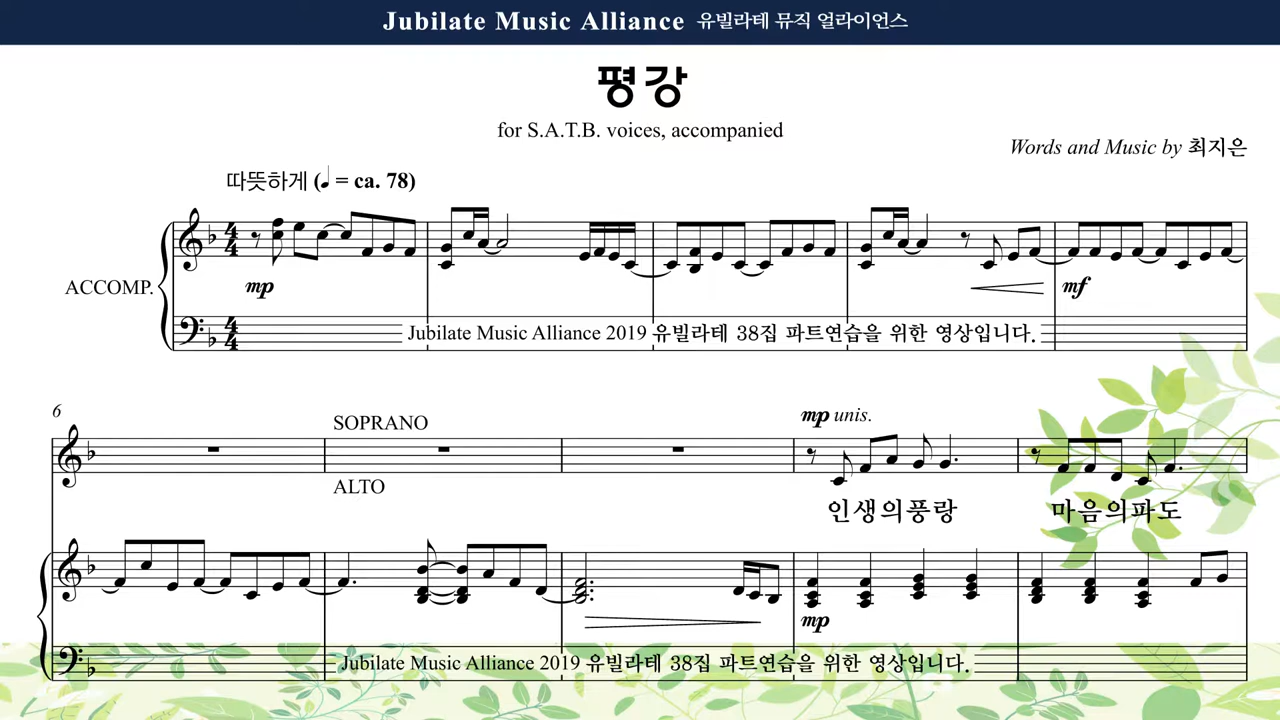 Jubilate Music Alliance 유빌라테 뮤직 얼라이언스
평강
for S.A.T.B. voices, accompanied
Words and Music by 최지은
따뜻하게 (♩ = ca. 78)
ACCOMP.
mp
mf
Jubilate Music Alliance 2019 유빌라테 38집 파트연습을 위한 영상입니다.
6
SOPRANO
mp unis.
ALTO
인생의풍랑 마음의파도
mp
Jubilate Music Alliance 2019 유빌라테 38집 파트연습을 위한 영상입니다.